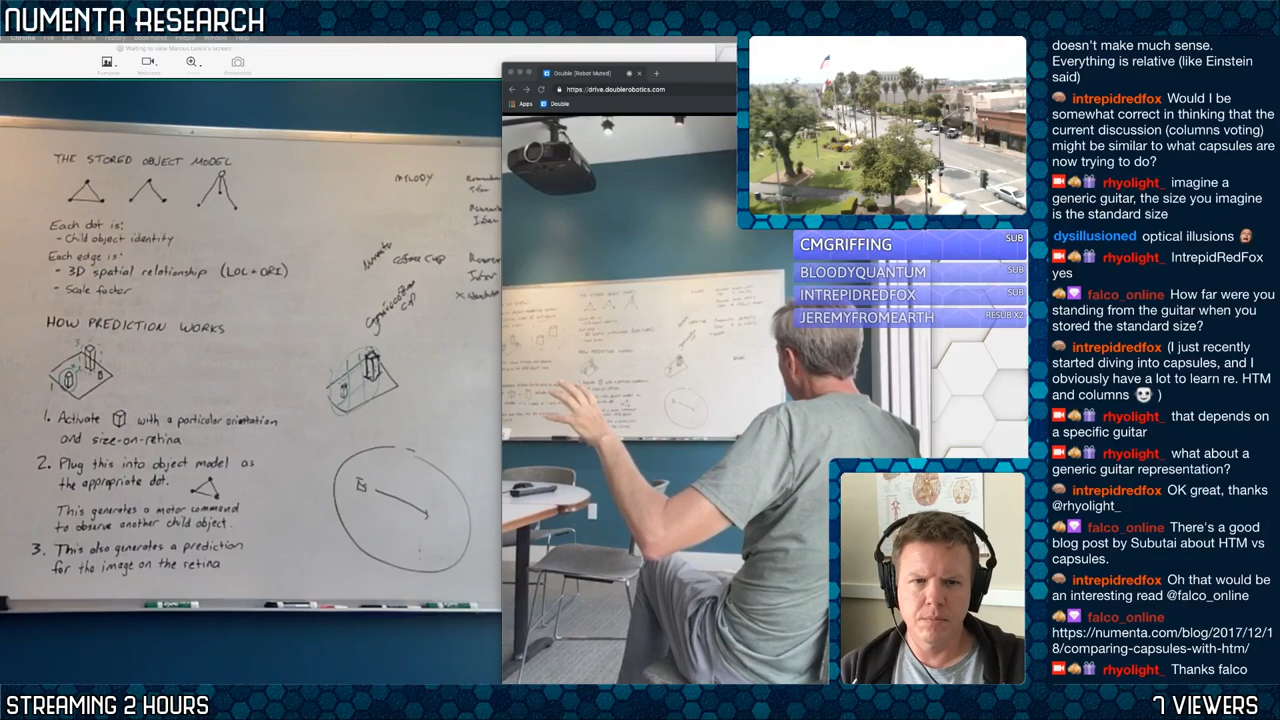 NUMENTA RESEARCH
Waiting to view Marcus Lewis's screen
Double [Robot Muted]
https://drive.doublerobotics.com
Apps
Double
THE STORED OBJECT MODEL
Each dot is:
- Child object identity
Each edge is:
- 3D spatial relationship (LOC + ORI)
- Scale factor
HOW PREDICTION WORKS
1. Activate with a particular orientation
and size-on-retina
2. Plug this into object model as
the appropriate dot.
This generates a motor command
to observe another child object.
3. This also generates a prediction
for the image on the retina
MELODY
CMGRIFFING SUB
BLOODYQUANTUM SUB
INTREPIDREDFOX SUB
JEREMYFROMEARTH RESUB X2
doesn't make much sense.
Everything is relative (like Einstein
said)
intrepidredfox Would I be
somewhat correct in thinking that the
current discussion (columns voting)
might be similar to what capsules are
now trying to do?
rhyolight_ imagine a
generic guitar, the size you imagine
is the standard size
dysillusioned optical illusions
rhyolight_ IntrepidRedFox
yes
falco_online How far were you
standing from the guitar when you
stored the standard size?
intrepidredfox (I just recently
started diving into capsules, and I
obviously have a lot to learn re. HTM
and columns )
rhyolight_ that depends on
a specific guitar
rhyolight_ what about a
generic guitar representation?
intrepidredfox OK great, thanks
@rhyolight_
falco_online There's a good
blog post by Subutai about HTM vs
capsules.
intrepidredfox Oh that would be
an interesting read @falco_online
falco_online
https://numenta.com/blog/2017/12/1
8/comparing-capsules-with-htm/
rhyolight_ Thanks falco
STREAMING 2 HOURS
7 VIEWERS